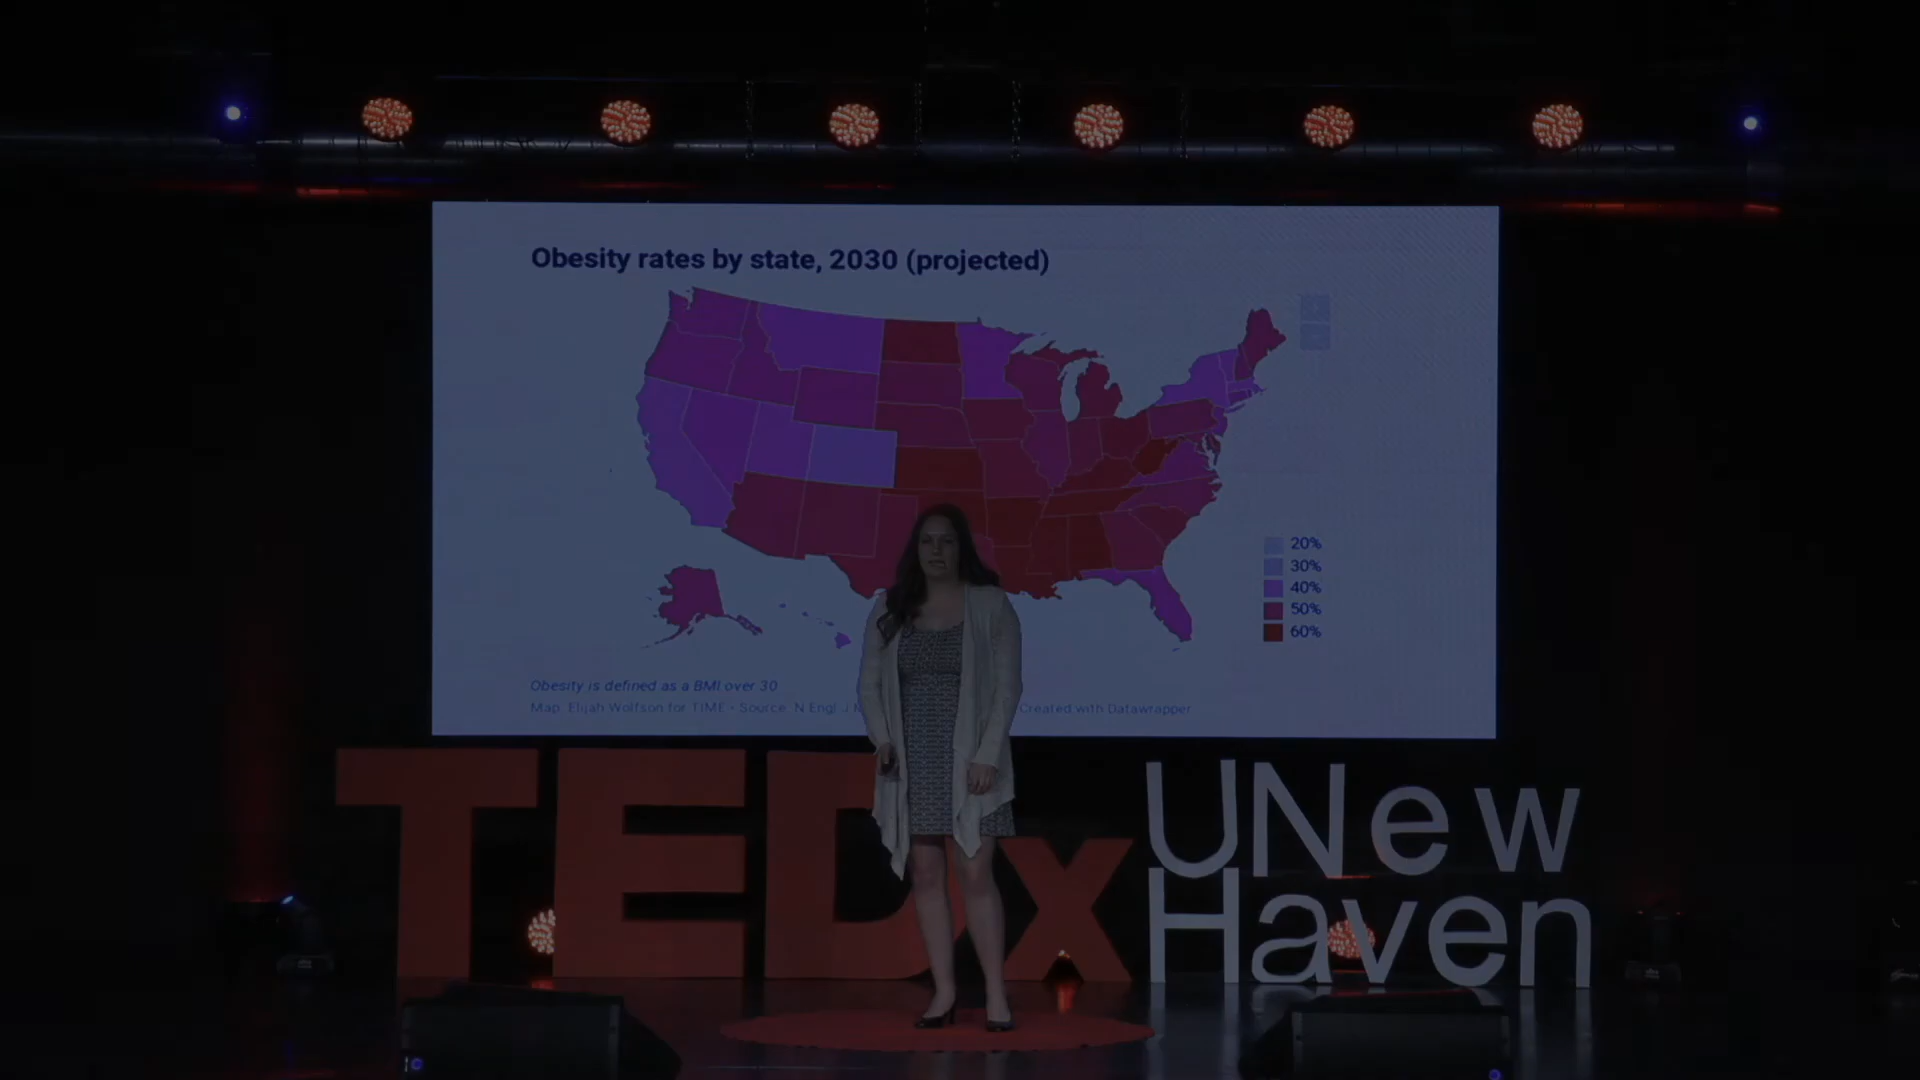 Obesity rates by state, 2030 (projected)
20%
30%
40%
50%
60%
Obesity is defined as a BMI over 30
Map: Elijah Wolfson for TIME • Source: N Engl J M
Created with Datawrapper
TEDx
UNew
Haven